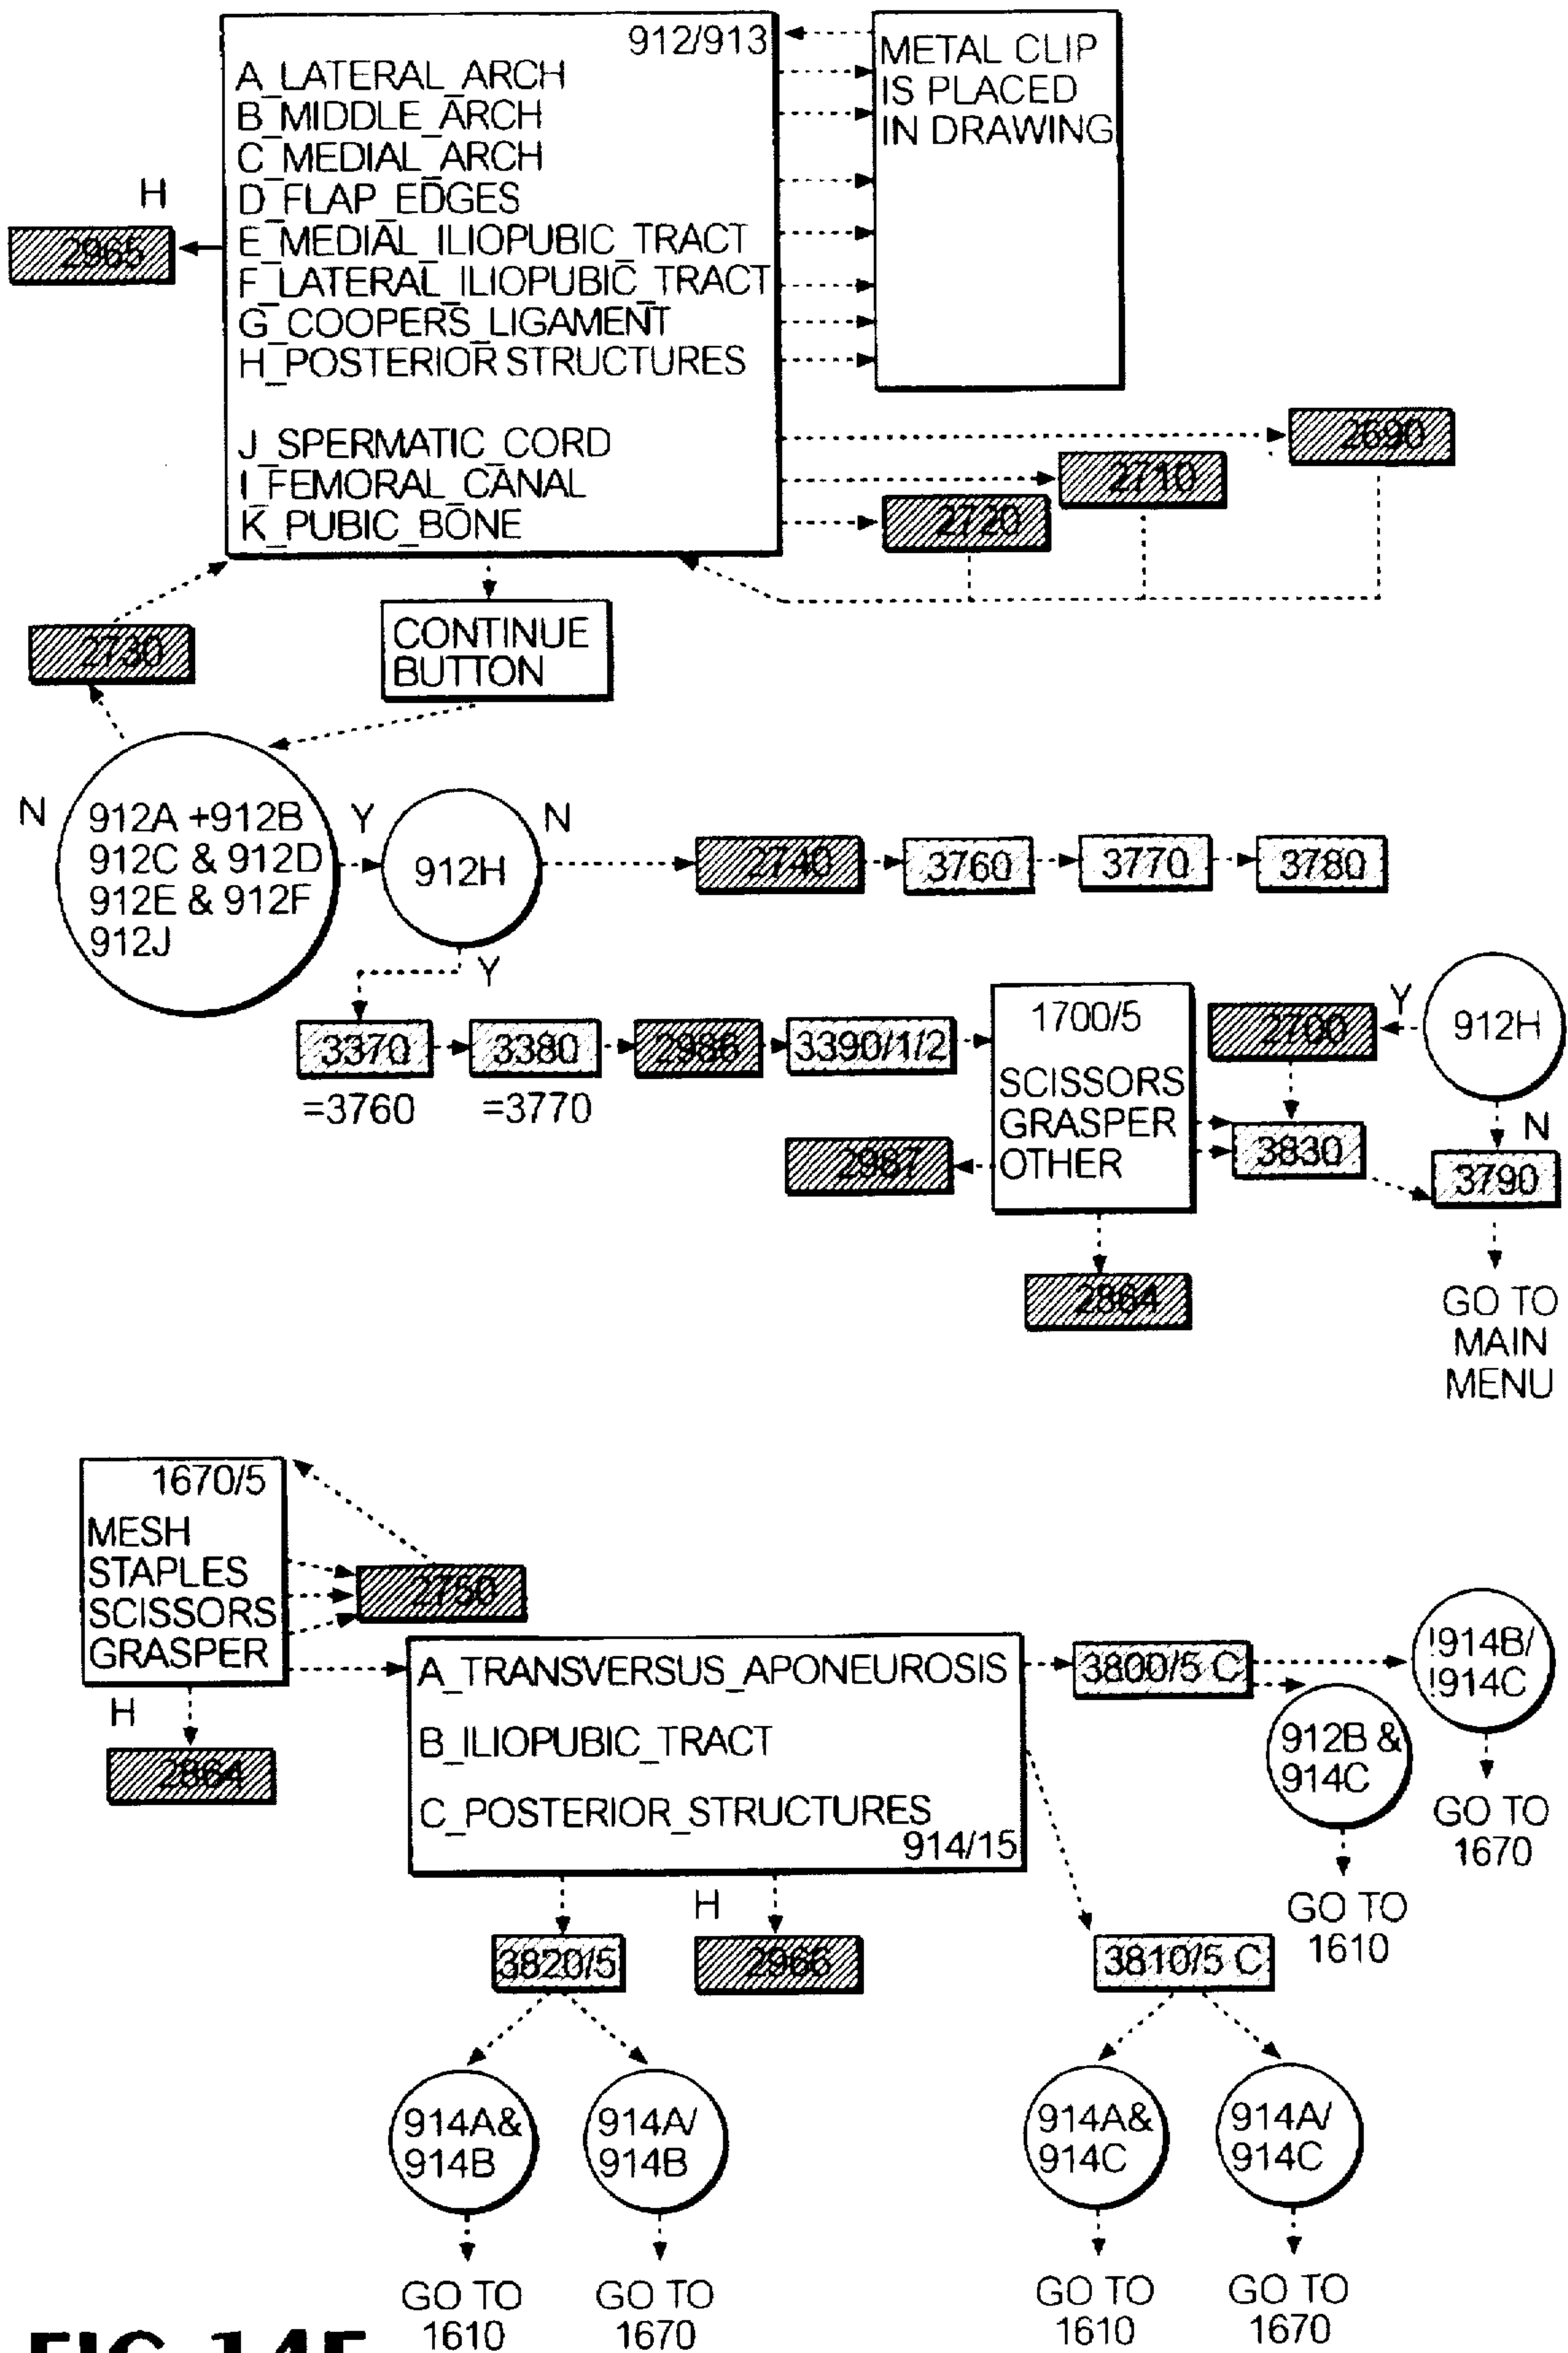 912/913
A_LATERAL_ARCH
B_MIDDLE_ARCH
C_MEDIAL_ARCH
D_FLAP_EDGES
E_MEDIAL_ILIOPUBIC_TRACT
F_LATERAL_ILIOPUBIC_TRACT
G_COOPERS_LIGAMENT
H_POSTERIOR STRUCTURES
J_SPERMATIC_CORD
I_FEMORAL_CANAL
K_PUBIC_BONE
METAL CLIP
IS PLACED
IN DRAWING
H
2965
2690
2710
2720
2730
CONTINUE
BUTTON
N
912A +912B
912C & 912D
912E & 912F
912J
Y
912H
N
2740
3760
3770
3780
Y
3370
=3760
3380
=3770
2986
3390/1/2
1700/5
SCISSORS
GRASPER
OTHER
2700
Y
912H
N
2987
3830
3790
2864
GO TO
MAIN
MENU
1670/5
MESH
STAPLES
SCISSORS
GRASPER
2750
H
2864
A_TRANSVERSUS_APONEUROSIS
B_ILIOPUBIC_TRACT
C_POSTERIOR_STRUCTURES
914/15
3800/5 C
!914B/
!914C
912B &
914C
GO TO
1670
GO TO
1610
H
3820/5
2966
3810/5 C
914A&
914B
914A/
914B
914A&
914C
914A/
914C
GO TO
1610
GO TO
1670
GO TO
1610
GO TO
1670